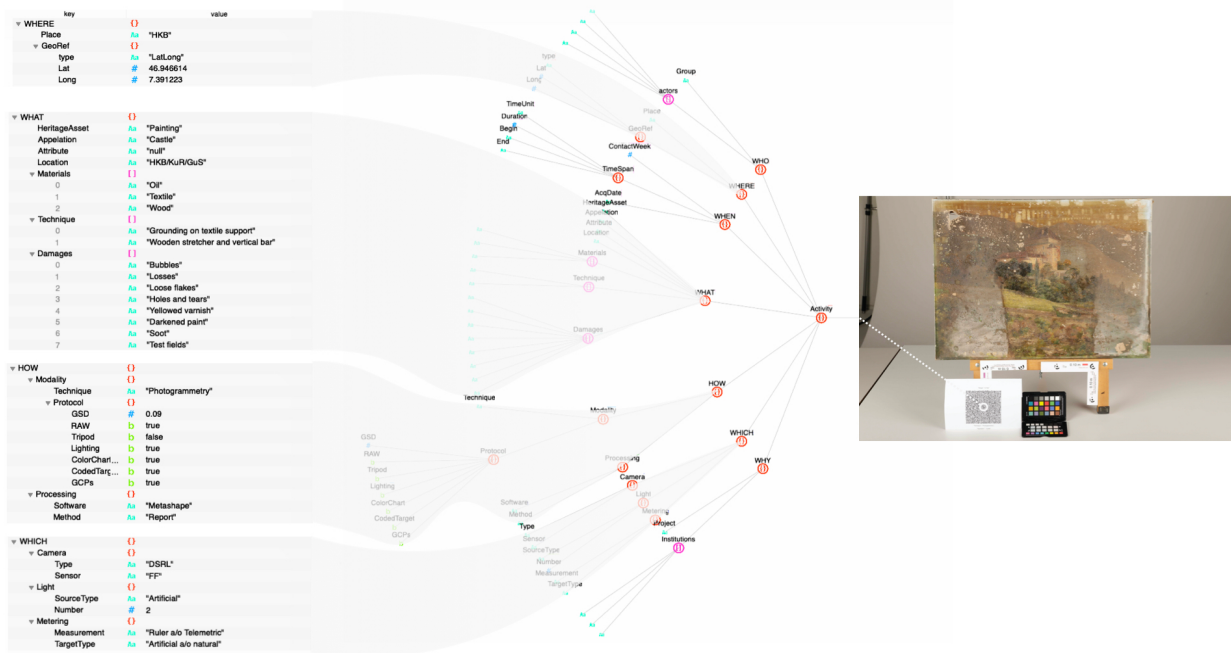 key value
WHERE {}
Place Aa "HKB"
GeoRef {}
type Aa "LatLong"
Lat # 46.946614
Long # 7.391223
WHAT {}
HeritageAsset Aa "Painting"
Appelation Aa "Castle"
Attribute Aa "null"
Location Aa "HKB/KuR/GuS"
Materials []
0 Aa "Oil"
1 Aa "Textile"
2 Aa "Wood"
Technique []
0 Aa "Grounding on textile support"
1 Aa "Wooden stretcher and vertical bar"
Damages []
0 Aa "Bubbles"
1 Aa "Losses"
2 Aa "Loose flakes"
3 Aa "Holes and tears"
4 Aa "Yellowed varnish"
5 Aa "Darkened paint"
6 Aa "Soot"
7 Aa "Test fields"
HOW {}
Modality {}
Technique Aa "Photogrammetry"
Protocol {}
GSD # 0.09
RAW b true
Tripod b false
Lighting b true
ColorChart... b true
CodedTarg... b true
GCPs b true
Processing {}
Software Aa "Metashape"
Method Aa "Report"
WHICH {}
Camera {}
Type Aa "DSRL"
Sensor Aa "FF"
Light {}
SourceType Aa "Artificial"
Number # 2
Metering {}
Measurement Aa "Ruler a/o Telemetric"
TargetType Aa "Artificial a/o natural"
type
Lat
Long
Group
actors
TimeUnit
Duration
Begin
End
Place
GeoRef
ContactWeek
TimeSpan
WHO
WHERE
WHEN
AcqDate
HeritageAsset
Appelation
Attribute
Location
Materials
Technique
WHAT
Activity
Damages
HOW
Technique
Modality
GSD
RAW
Tripod
Lighting
ColorChart
CodedTarget
GCPs
Protocol
WHICH
WHY
Processing
Camera
Light
Metering
Project
Institutions
Software
Method
Type
Sensor
SourceType
Number
Measurement
TargetType